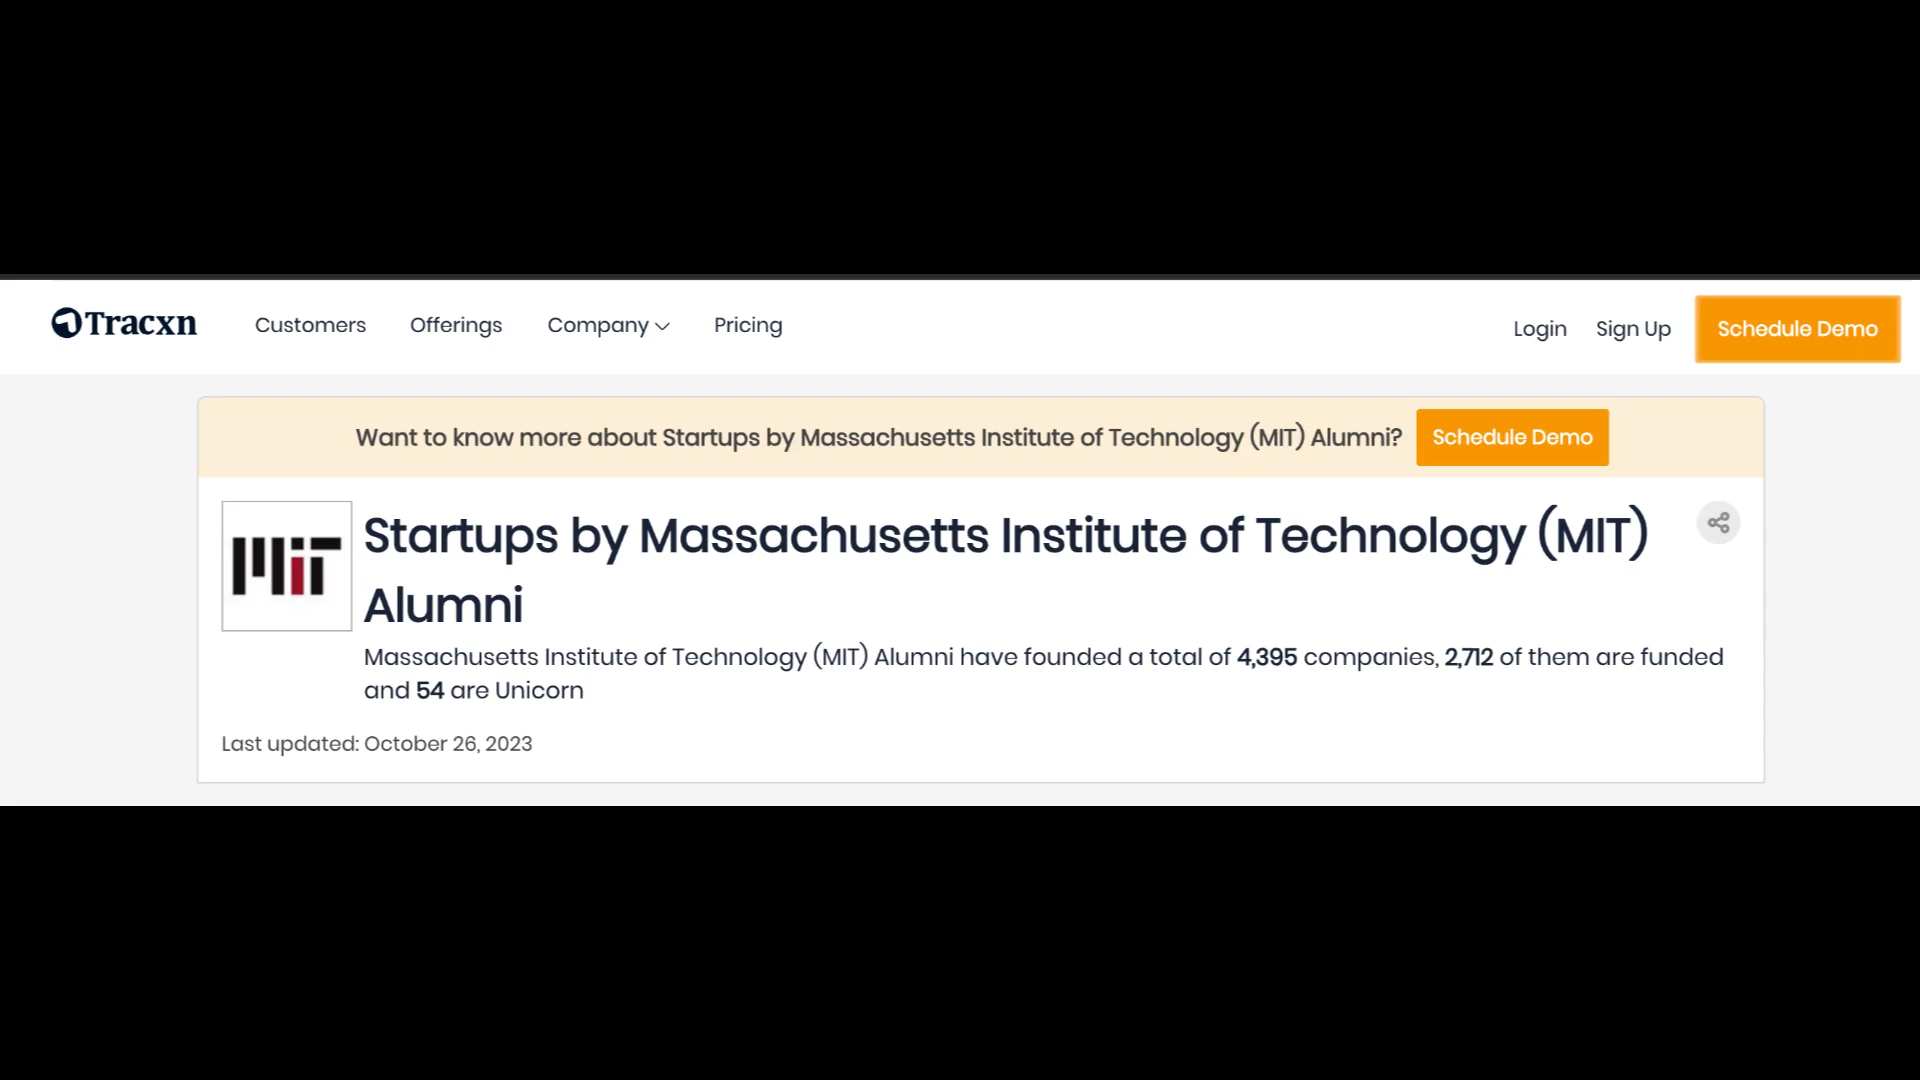 Tracxn Customers Offerings Company Pricing Login Sign Up Schedule Demo
Want to know more about Startups by Massachusetts Institute of Technology (MIT) Alumni? Schedule Demo
MIT
Startups by Massachusetts Institute of Technology (MIT)
Alumni
Massachusetts Institute of Technology (MIT) Alumni have founded a total of 4,395 companies, 2,712 of them are funded
and 54 are Unicorn
Last updated: October 26, 2023